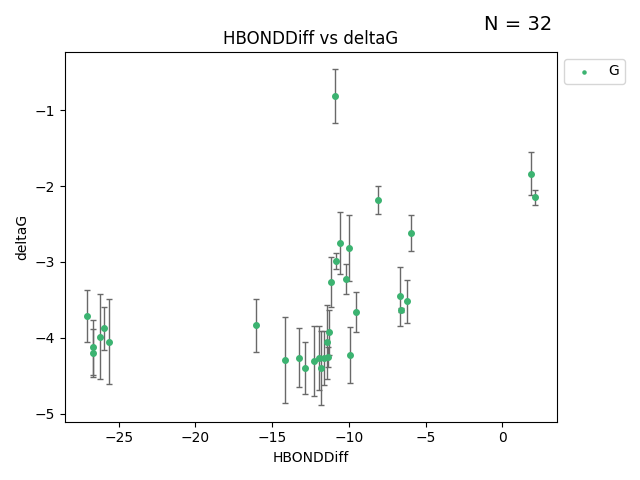 N = 32
HBONDDiff vs deltaG
G
−1
−2
−3
−4
−5
deltaG
−25
−20
−15
−10
−5
0
HBONDDiff